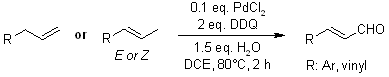 R or R
E or Z
0.1 eq. PdCl₂
2 eq. DDQ
1.5 eq. H₂O
DCE, 80°C, 2 h
R CHO
R: Ar, vinyl